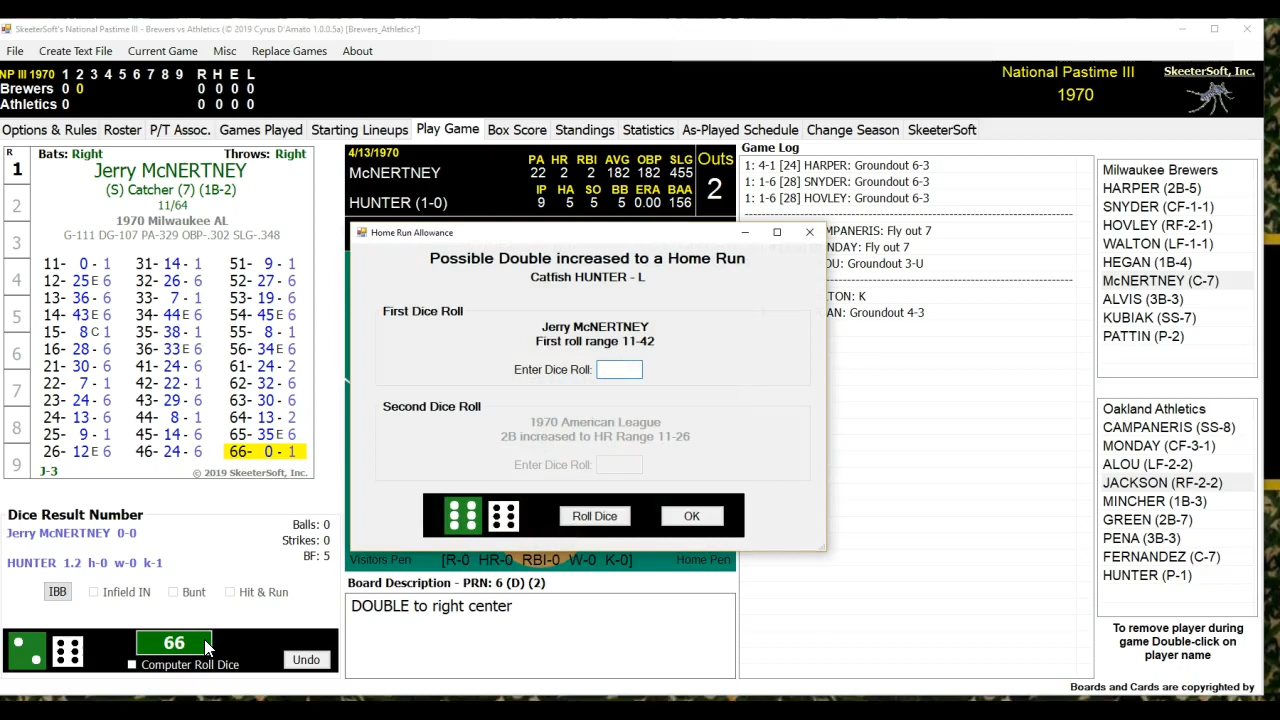 SkeeterSoft's National Pastime III - Brewers vs Athletics (© 2019 Cyrus D'Amato 1.0.0.5a) [Brewers_Athletics*]
File Create Text File Current Game Misc Replace Games About
NP III 1970 1 2 3 4 5 6 7 8 9 R H E L
Brewers 0 0 0 0 0 0
Athletics 0 0 0 0 0
National Pastime III
1970
SkeeterSoft, Inc.
Options & Rules Roster P/T Assoc. Games Played Starting Lineups Play Game Box Score Standings Statistics As-Played Schedule Change Season SkeeterSoft
R
1
2
3
4
5
6
7
8
9
Bats: Right Throws: Right
Jerry McNERTNEY
(S) Catcher (7) (1B-2)
11/64
1970 Milwaukee AL
G-111 DG-107 PA-329 OBP-.302 SLG-.348
11- 0 - 1 31- 14 - 1 51- 9 - 1
12- 25 E 6 32- 26 - 6 52- 27 - 6
13- 36 - 6 33- 7 - 1 53- 19 - 6
14- 43 E 6 34- 44 E 6 54- 45 E 6
15- 8 C 1 35- 38 - 1 55- 8 - 1
16- 28 - 6 36- 33 E 6 56- 34 E 6
21- 30 - 6 41- 24 - 6 61- 24 - 2
22- 7 - 1 42- 22 - 1 62- 32 - 6
23- 24 - 6 43- 29 - 6 63- 30 - 6
24- 13 - 6 44- 8 - 1 64- 13 - 2
25- 9 - 1 45- 14 - 6 65- 35 E 6
26- 12 E 6 46- 24 - 6 66- 0 - 1
J-3 © 2019 SkeeterSoft, Inc.
Dice Result Number
Jerry McNERTNEY 0-0
HUNTER 1.2 h-0 w-0 k-1
Balls: 0
Strikes: 0
BF: 5
IBB Infield IN Bunt Hit & Run
66
Computer Roll Dice
Undo
4/13/1970
PA HR RBI AVG OBP SLG
McNERTNEY 22 2 2 182 182 455
IP HA SO BB ERA BAA
HUNTER (1-0) 9 5 5 5 0.00 156
Outs
2
Home Run Allowance
Possible Double increased to a Home Run
Catfish HUNTER - L
First Dice Roll
Jerry McNERTNEY
First roll range 11-42
Enter Dice Roll:
Second Dice Roll
1970 American League
2B increased to HR Range 11-26
Enter Dice Roll:
Roll Dice OK
Visitors Pen [R-0 HR-0 RBI-0 W-0 K-0] Home Pen
Board Description - PRN: 6 (D) (2)
DOUBLE to right center
Game Log
1: 4-1 [24] HARPER: Groundout 6-3
1: 1-6 [28] SNYDER: Groundout 6-3
1: 1-6 [28] HOVLEY: Groundout 6-3
MPANERIS: Fly out 7
NDAY: Fly out 7
OU: Groundout 3-U
TON: K
AN: Groundout 4-3
Milwaukee Brewers
HARPER (2B-5)
SNYDER (CF-1-1)
HOVLEY (RF-2-1)
WALTON (LF-1-1)
HEGAN (1B-4)
McNERTNEY (C-7)
ALVIS (3B-3)
KUBIAK (SS-7)
PATTIN (P-2)
Oakland Athletics
CAMPANERIS (SS-8)
MONDAY (CF-3-1)
ALOU (LF-2-2)
JACKSON (RF-2-2)
MINCHER (1B-3)
GREEN (2B-7)
PENA (3B-3)
FERNANDEZ (C-7)
HUNTER (P-1)
To remove player during
game Double-click on
player name
Boards and Cards are copyrighted by